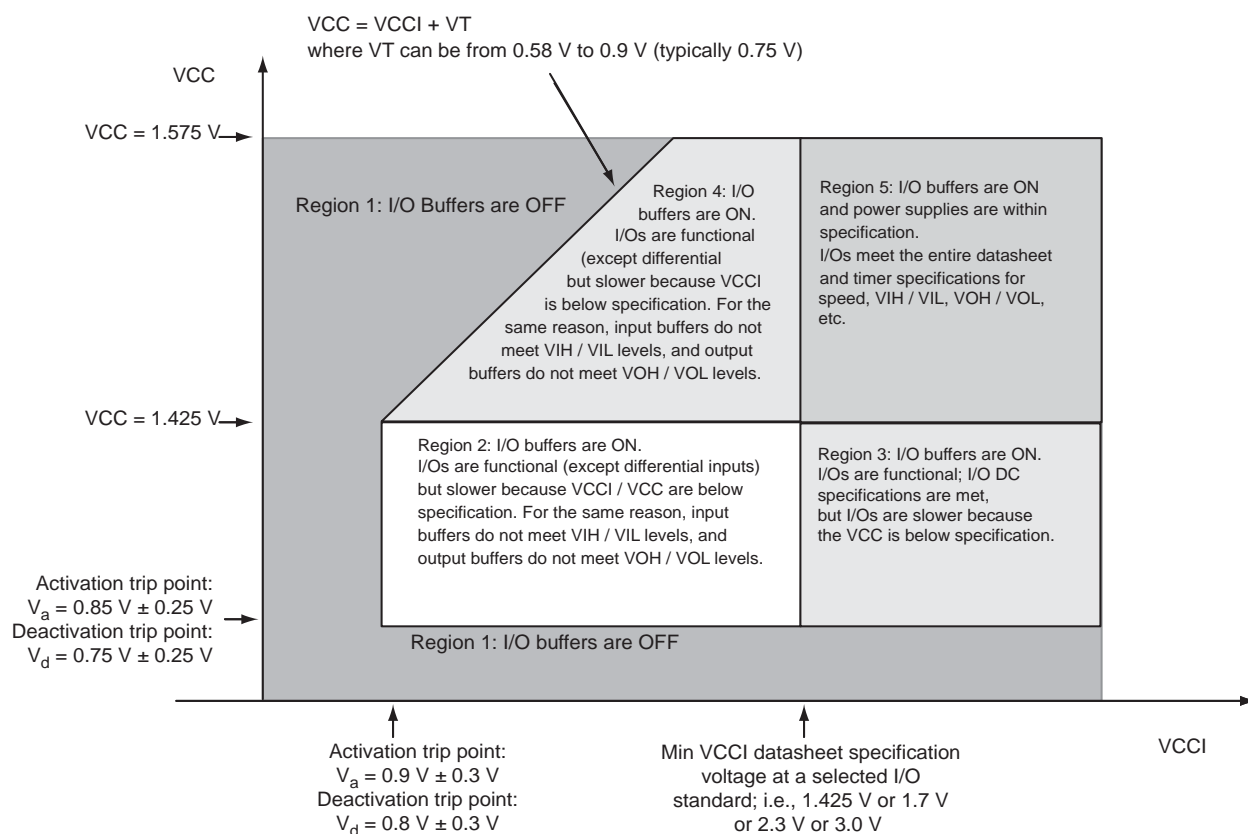 VCC = VCCI + VT
where VT can be from 0.58 V to 0.9 V (typically 0.75 V)
VCC
VCC = 1.575 V
Region 1: I/O Buffers are OFF
Region 4: I/O
buffers are ON.
I/Os are functional
(except differential
but slower because VCCI
is below specification. For the
same reason, input buffers do not
meet VIH / VIL levels, and output
buffers do not meet VOH / VOL levels.
Region 5: I/O buffers are ON
and power supplies are within
specification.
I/Os meet the entire datasheet
and timer specifications for
speed, VIH / VIL, VOH / VOL,
etc.
VCC = 1.425 V
Region 2: I/O buffers are ON.
I/Os are functional (except differential inputs)
but slower because VCCI / VCC are below
specification. For the same reason, input
buffers do not meet VIH / VIL levels, and
output buffers do not meet VOH / VOL levels.
Region 3: I/O buffers are ON.
I/Os are functional; I/O DC
specifications are met,
but I/Os are slower because
the VCC is below specification.
Activation trip point:
Va = 0.85 V ± 0.25 V
Deactivation trip point:
Vd = 0.75 V ± 0.25 V
Region 1: I/O buffers are OFF
VCCI
Activation trip point:
Va = 0.9 V ± 0.3 V
Deactivation trip point:
Vd = 0.8 V ± 0.3 V
Min VCCI datasheet specification
voltage at a selected I/O
standard; i.e., 1.425 V or 1.7 V
or 2.3 V or 3.0 V